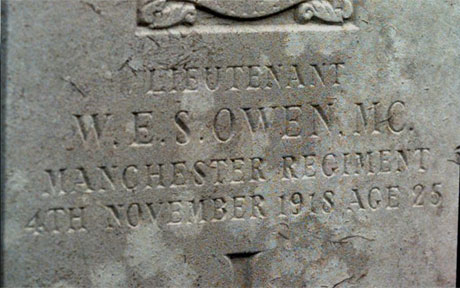 LIEUTENANT
W.E.S. OWEN. M.C.
MANCHESTER REGIMENT
4TH NOVEMBER 1918 AGE 25